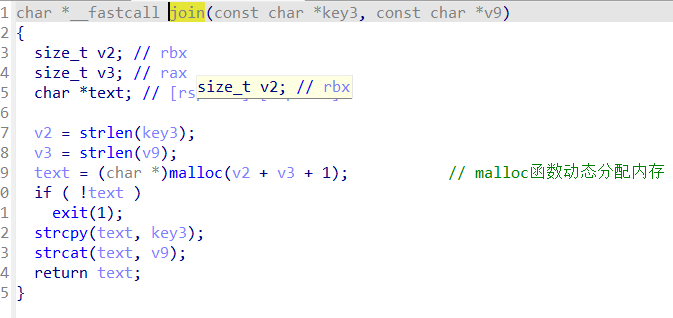 1 char *__fastcall join(const char *key3, const char *v9)
2 {
3 size_t v2; // rbx
4 size_t v3; // rax
5 char *text; // [rs
size_t v2; // rbx
7 v2 = strlen(key3);
8 v3 = strlen(v9);
9 text = (char *)malloc(v2 + v3 + 1); // malloc函数动态分配内存
0 if ( !text )
1 exit(1);
2 strcpy(text, key3);
3 strcat(text, v9);
4 return text;
5 }